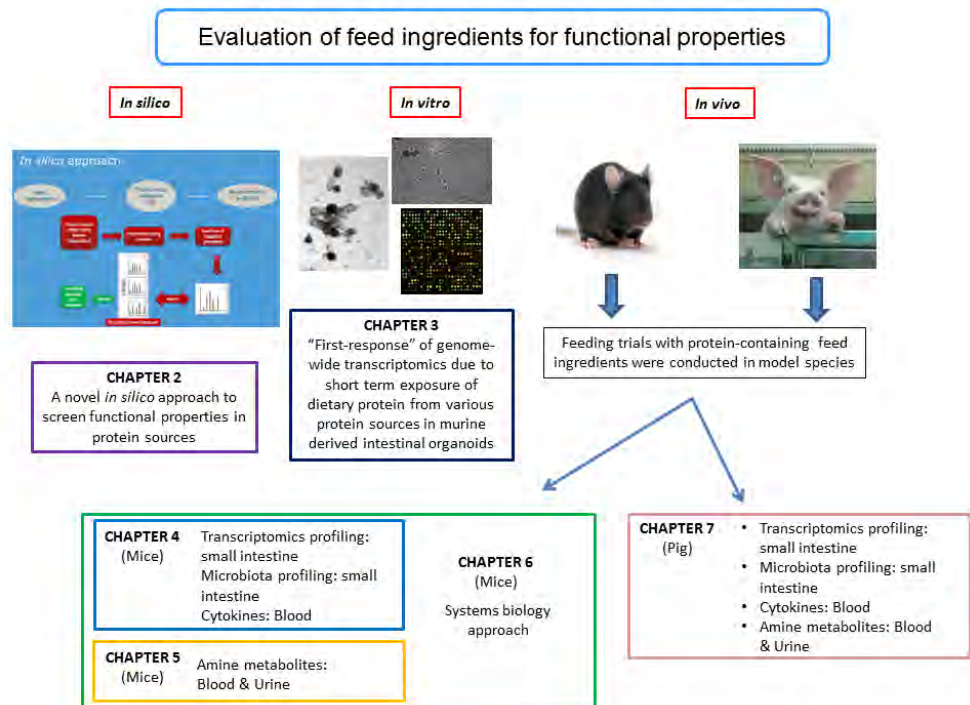 Evaluation of feed ingredients for functional properties
In silico
In vitro
In vivo
In silico approach
CHAPTER 2
A novel in silico approach to
screen functional properties in
protein sources
CHAPTER 3
“First-response” of genome-
wide transcriptomics due to
short term exposure of
dietary protein from various
protein sources in murine
derived intestinal organoids
Feeding trials with protein-containing feed
ingredients were conducted in model species
CHAPTER 4
(Mice)
Transcriptomics profiling:
small intestine
Microbiota profiling: small
intestine
Cytokines: Blood
CHAPTER 5
(Mice)
Amine metabolites:
Blood & Urine
CHAPTER 6
(Mice)
Systems biology
approach
CHAPTER 7
(Pig)
• Transcriptomics profiling:
small intestine
• Microbiota profiling: small
intestine
• Cytokines: Blood
• Amine metabolites: Blood
& Urine